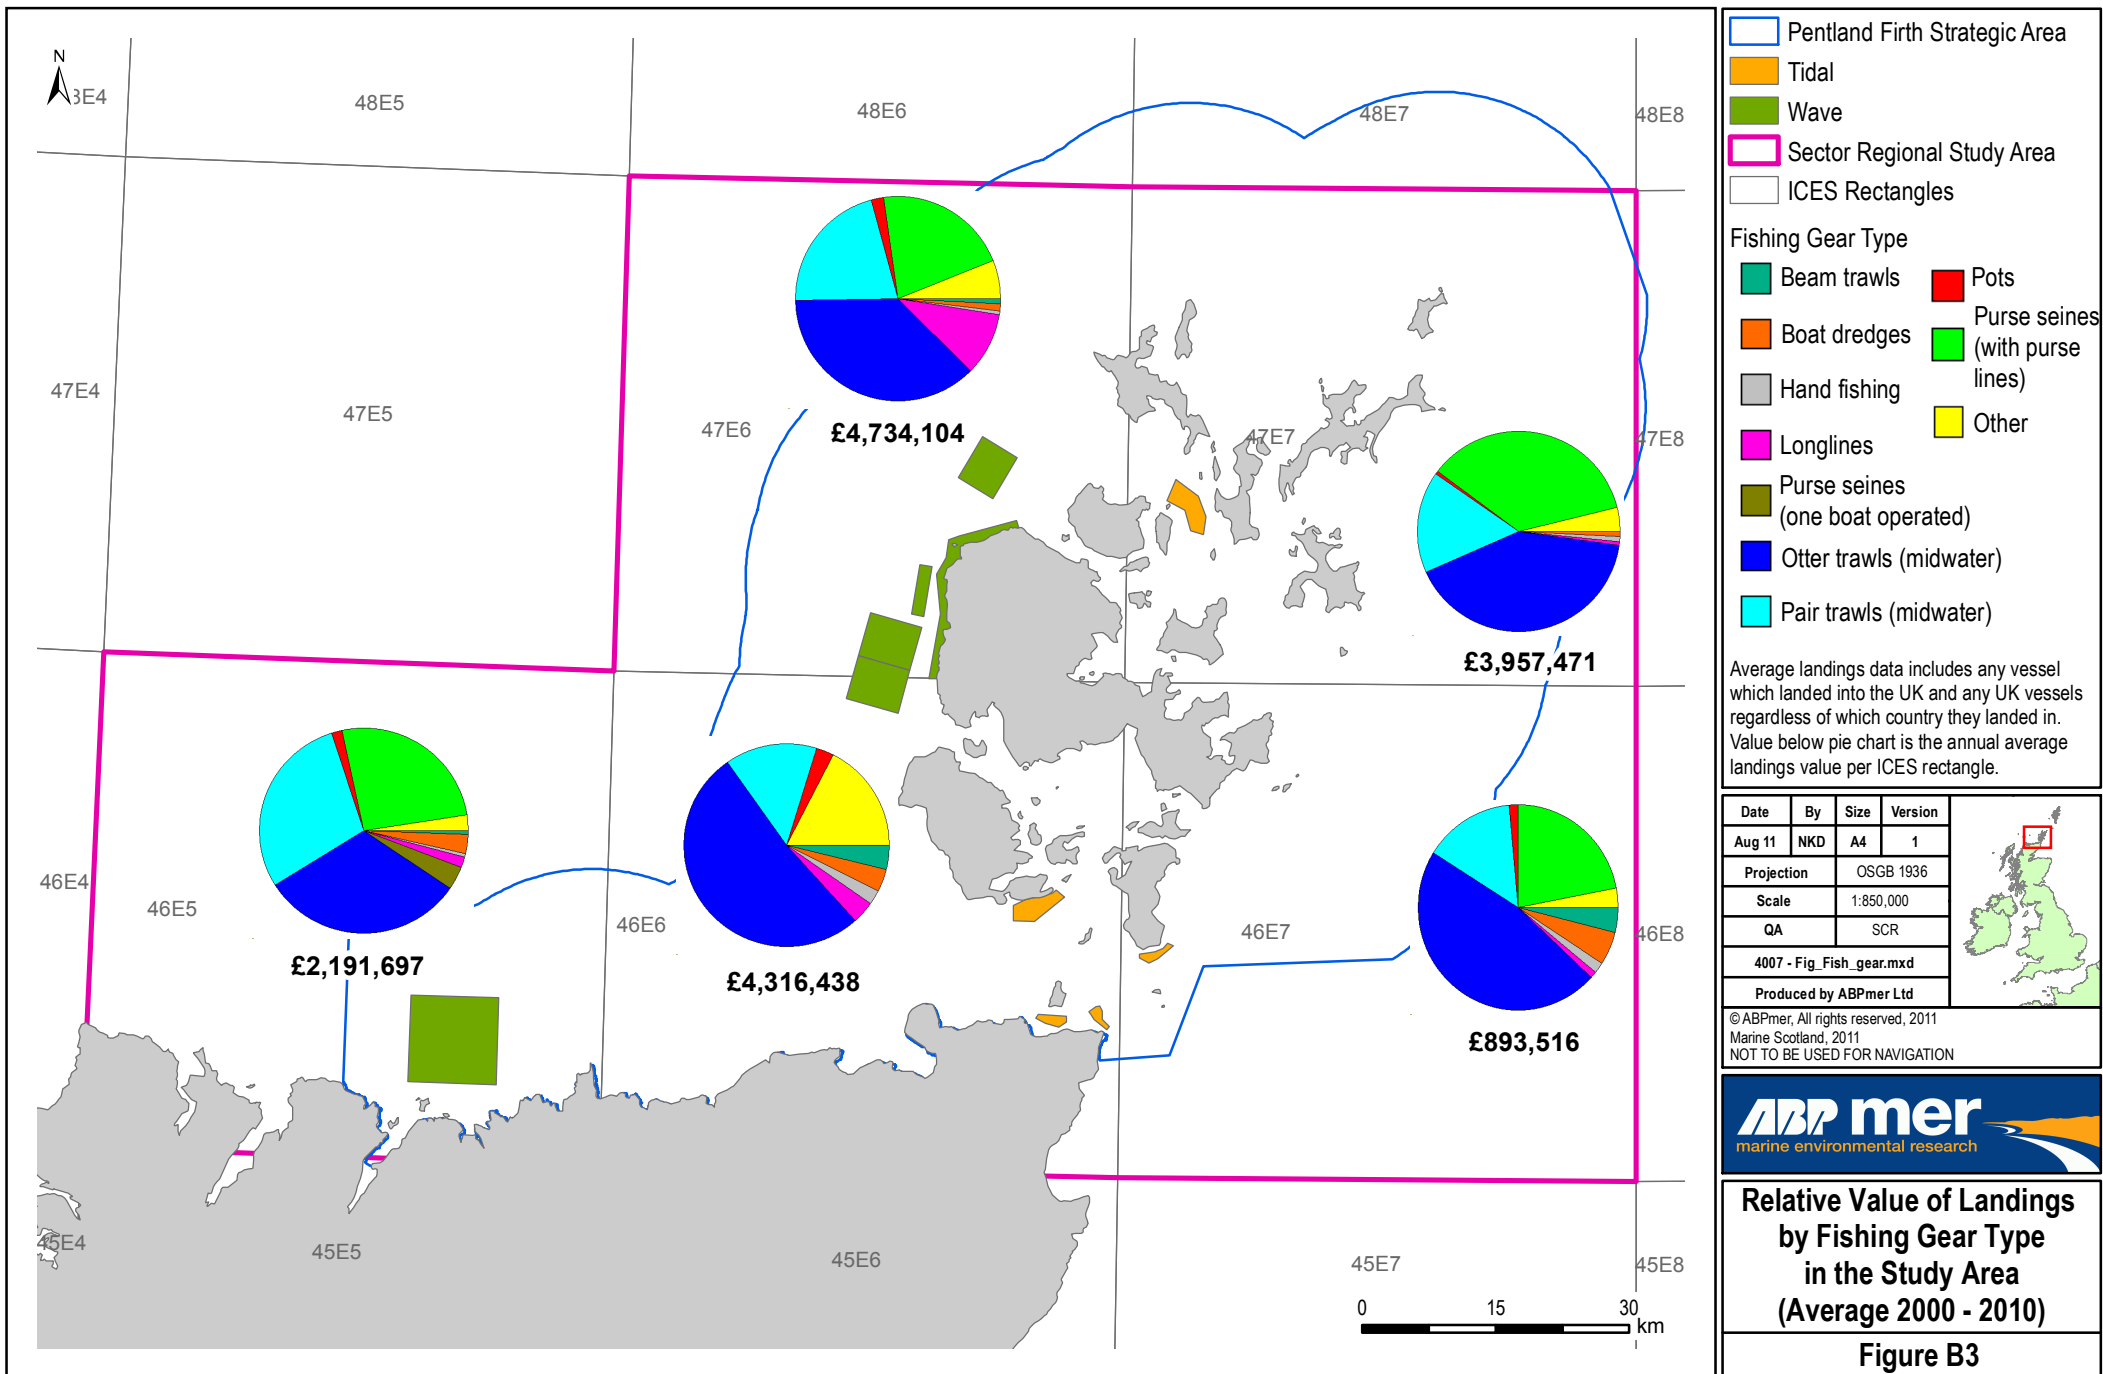 N
48E5
48E6
48E7
48E8
47E4
47E5
47E6
47E7
47E8
£4,734,104
£3,957,471
46E4
46E5
46E6
46E7
46E8
£2,191,697
£4,316,438
£893,516
45E4
45E5
45E6
45E7
45E8
0 15 30
km
Pentland Firth Strategic Area
Tidal
Wave
Sector Regional Study Area
ICES Rectangles
Fishing Gear Type
Beam trawls
Boat dredges
Hand fishing
Longlines
Purse seines
(one boat operated)
Otter trawls (midwater)
Pair trawls (midwater)
Pots
Purse seines
(with purse
lines)
Other
Average landings data includes any vessel
which landed into the UK and any UK vessels
regardless of which country they landed in.
Value below pie chart is the annual average
landings value per ICES rectangle.
Date By Size Version
Aug 11 NKD A4 1
Projection OSGB 1936
Scale 1:850,000
QA SCR
4007 - Fig_Fish_gear.mxd
Produced by ABPmer Ltd
© ABPmer, All rights reserved, 2011
Marine Scotland, 2011
NOT TO BE USED FOR NAVIGATION
ABP mer
marine environmental research
Relative Value of Landings
by Fishing Gear Type
in the Study Area
(Average 2000 - 2010)
Figure B3